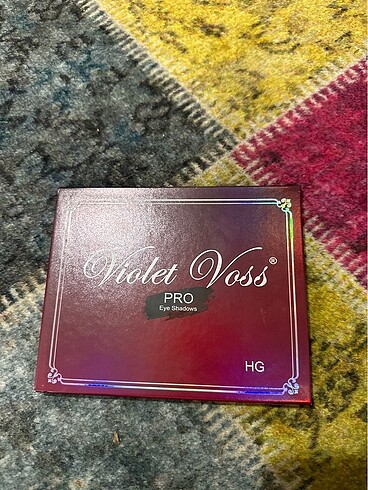 Violet Voss®
PRO
Eye Shadows
HG